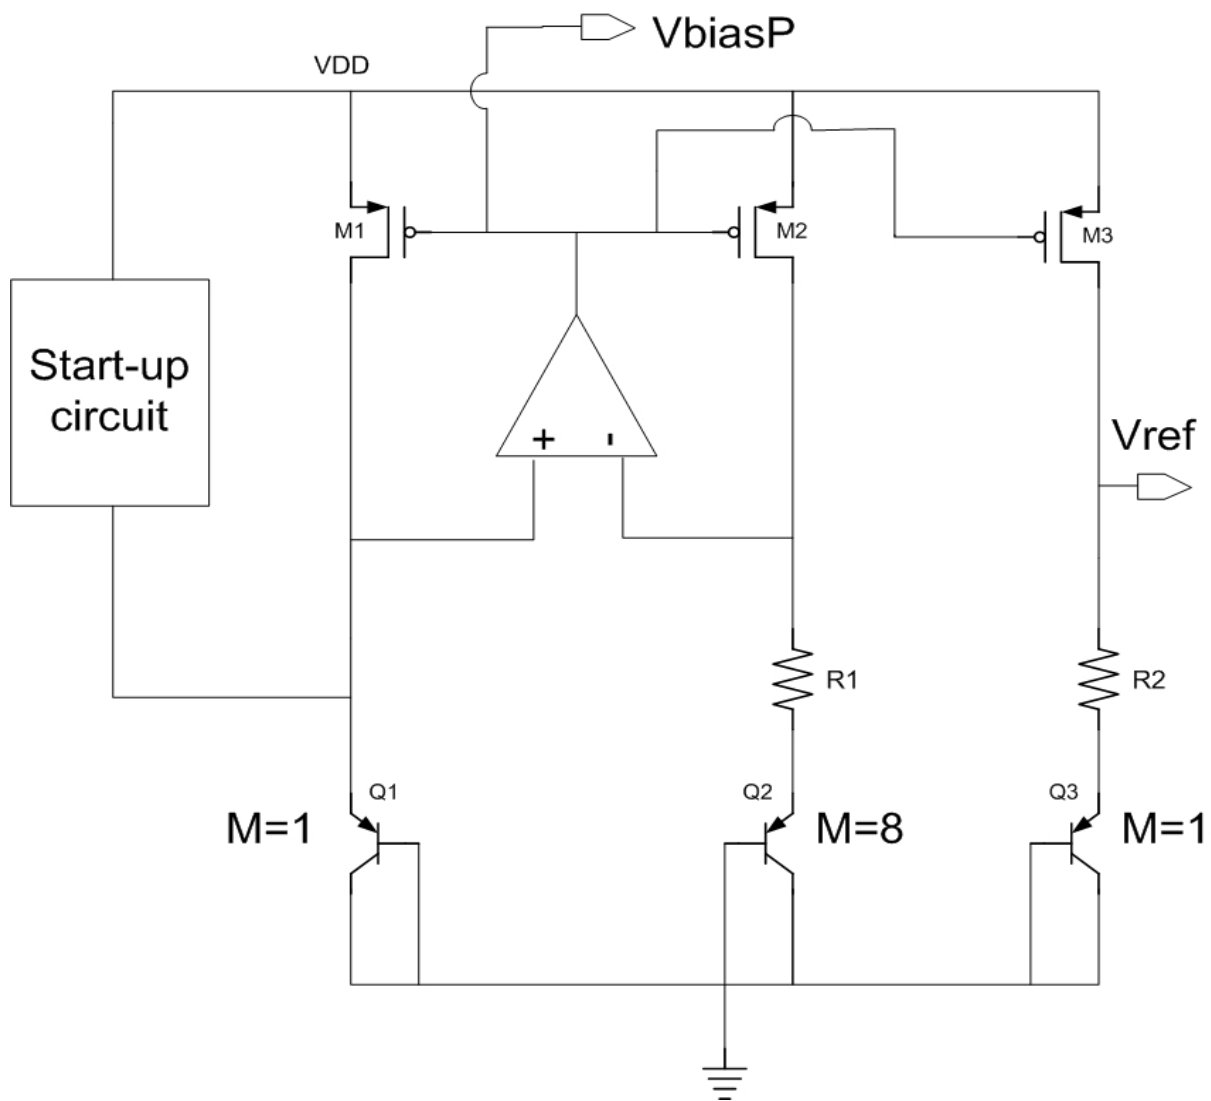 VbiasP
VDD
M1
M2
M3
Start-up
circuit
+ -
Vref
R1
R2
Q1
Q2
Q3
M=1
M=8
M=1